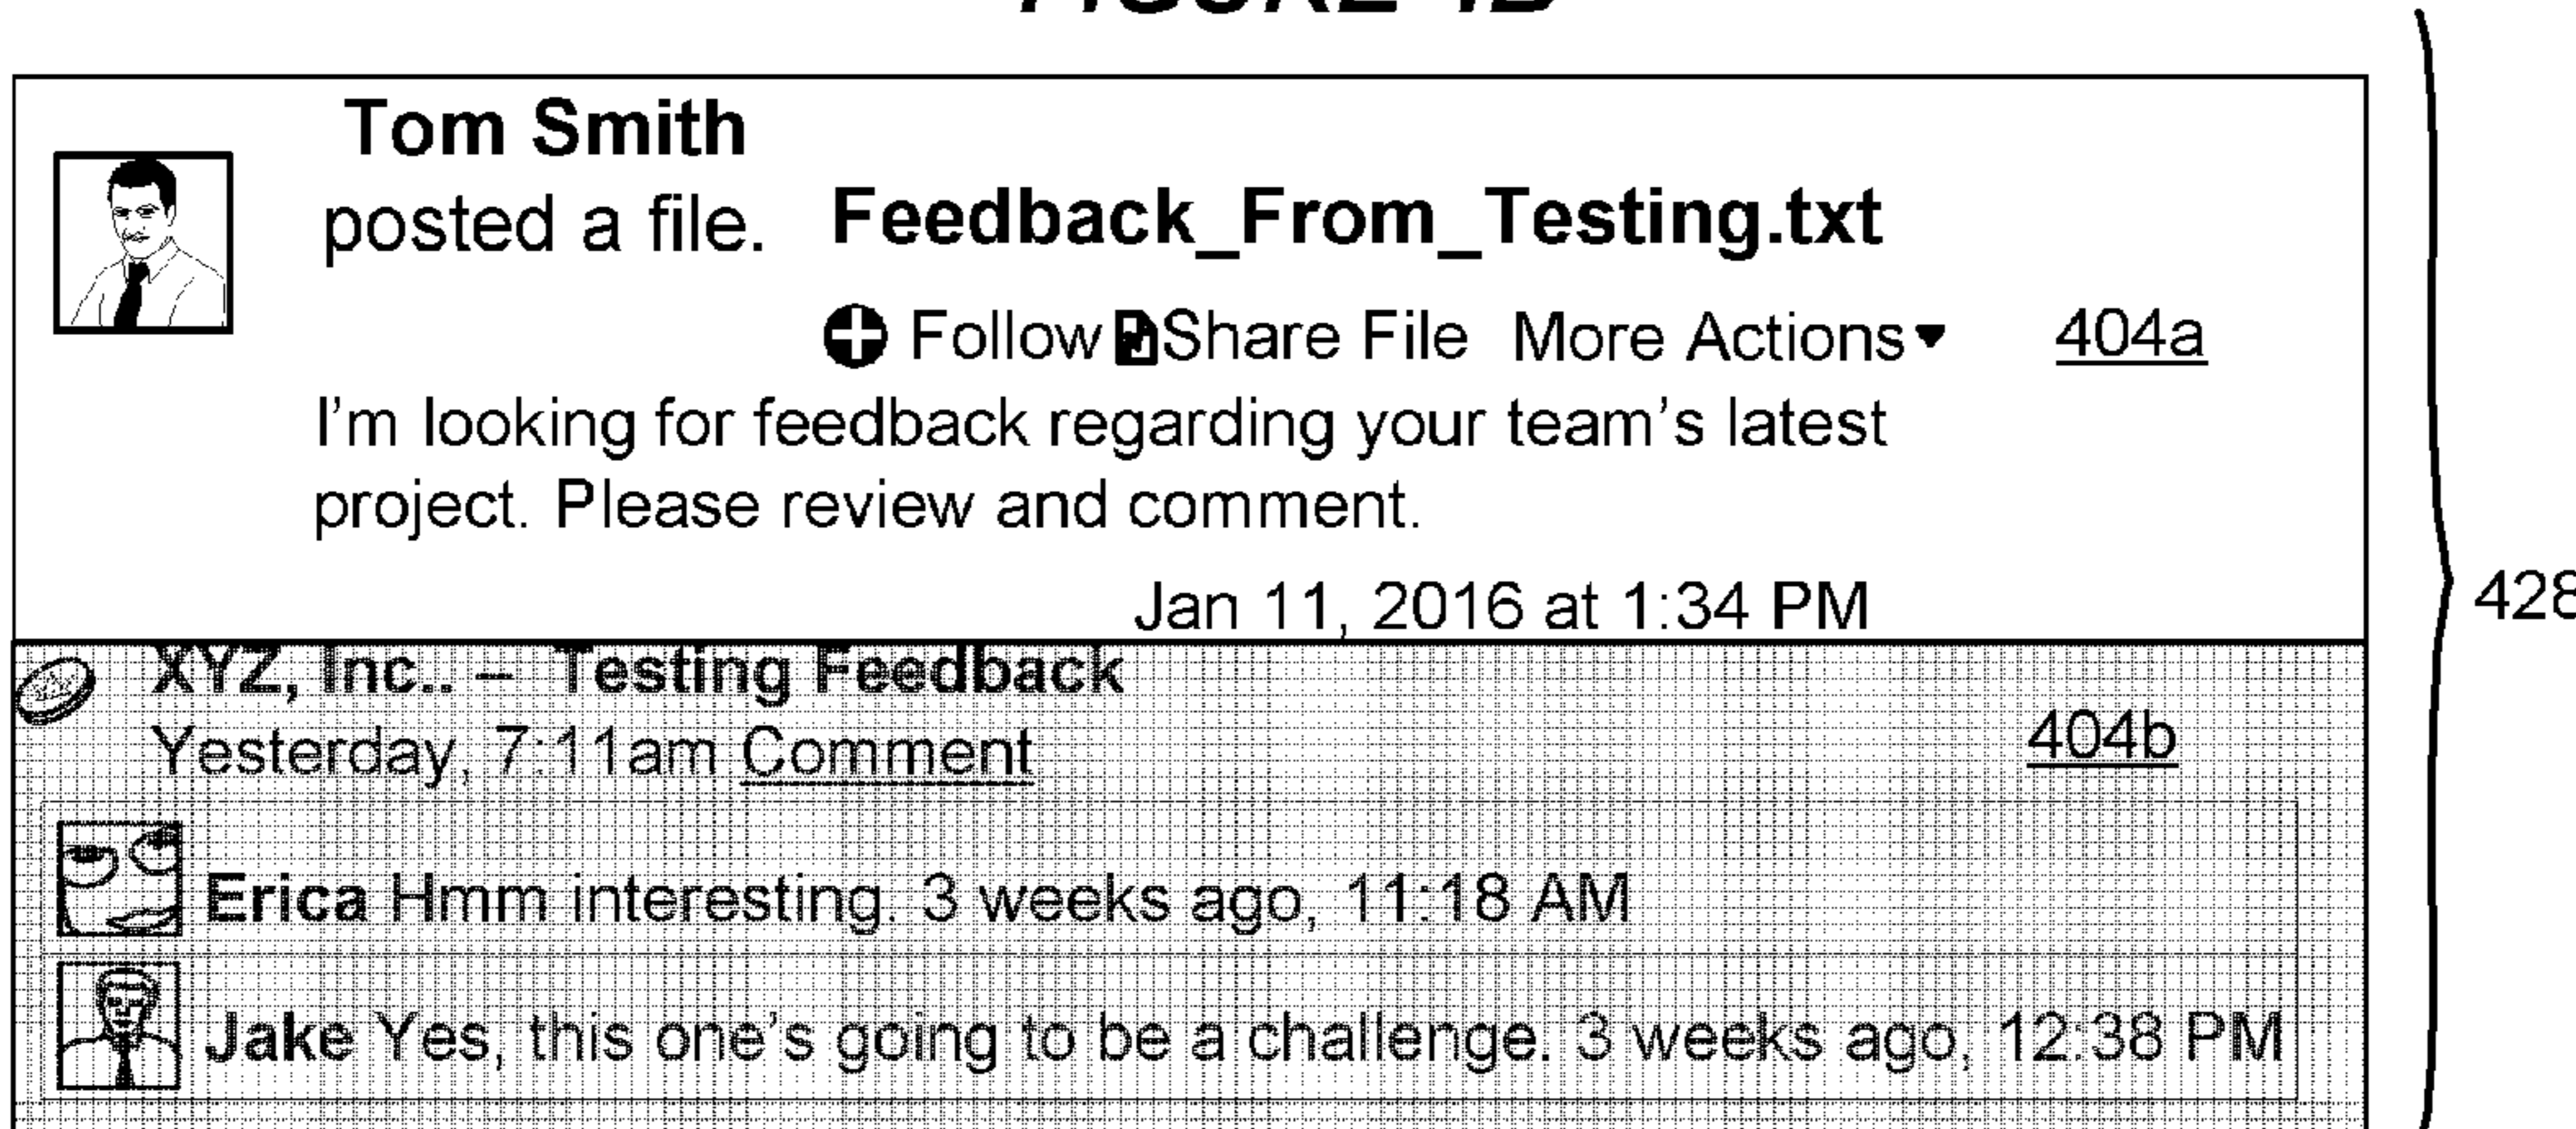 Tom Smith
posted a file. Feedback_From_Testing.txt
Follow Share File More Actions 404a
I'm looking for feedback regarding your team's latest
project. Please review and comment.
Jan 11, 2016 at 1:34 PM
428
XYZ, Inc.. – Testing Feedback
Yesterday, 7:11am Comment 404b
Erica Hmm interesting. 3 weeks ago, 11:18 AM
Jake Yes, this one's going to be a challenge. 3 weeks ago, 12:38 PM